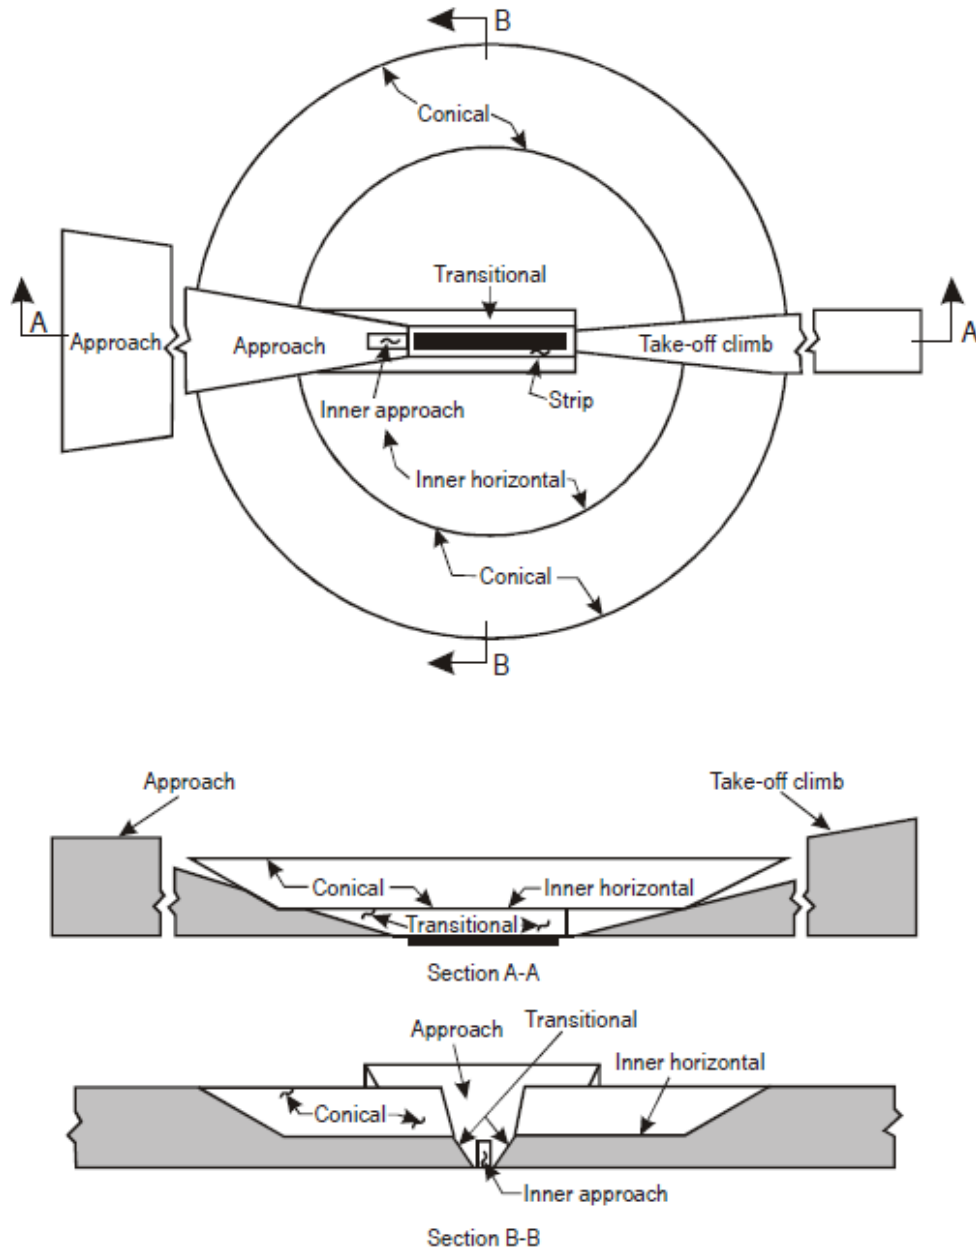 B
Conical
Transitional
A
A
Approach
Approach
Take-off climb
Inner approach
Strip
Inner horizontal
Conical
B
Approach
Take-off climb
Conical
Inner horizontal
Transitional
Section A-A
Transitional
Approach
Inner horizontal
Conical
Inner approach
Section B-B